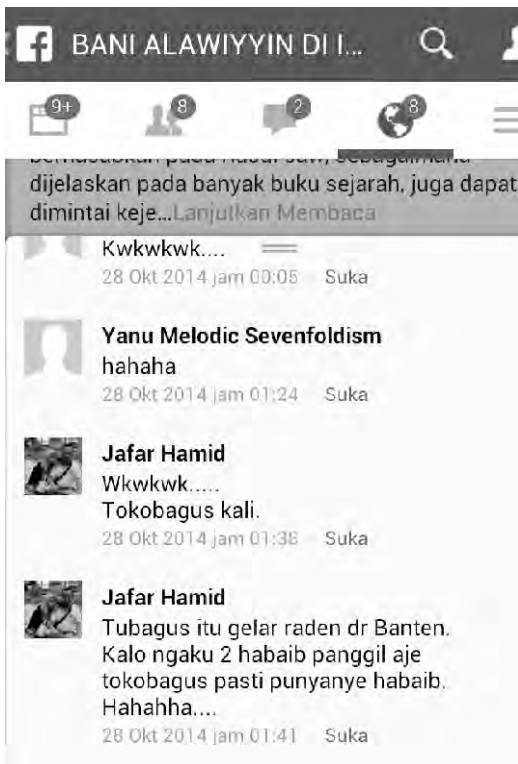 f BANI ALAWIYYIN DI I...
9+ 8 2 8
dijelaskan pada banyak buku sejarah, juga dapat
dimintai keje...Lanjutkan Membaca
Kwkwkwk....
28 Okt 2014 jam 00:05 Suka
Yanu Melodic Sevenfoldism
hahaha
28 Okt 2014 jam 01:24 Suka
Jafar Hamid
Wkwkwk.....
Tokobagus kali.
28 Okt 2014 jam 01:38 Suka
Jafar Hamid
Tubagus itu gelar raden dr Banten.
Kalo ngaku 2 habaib panggil aje
tokobagus pasti punyanye habaib.
Hahahha....
28 Okt 2014 jam 01:41 Suka